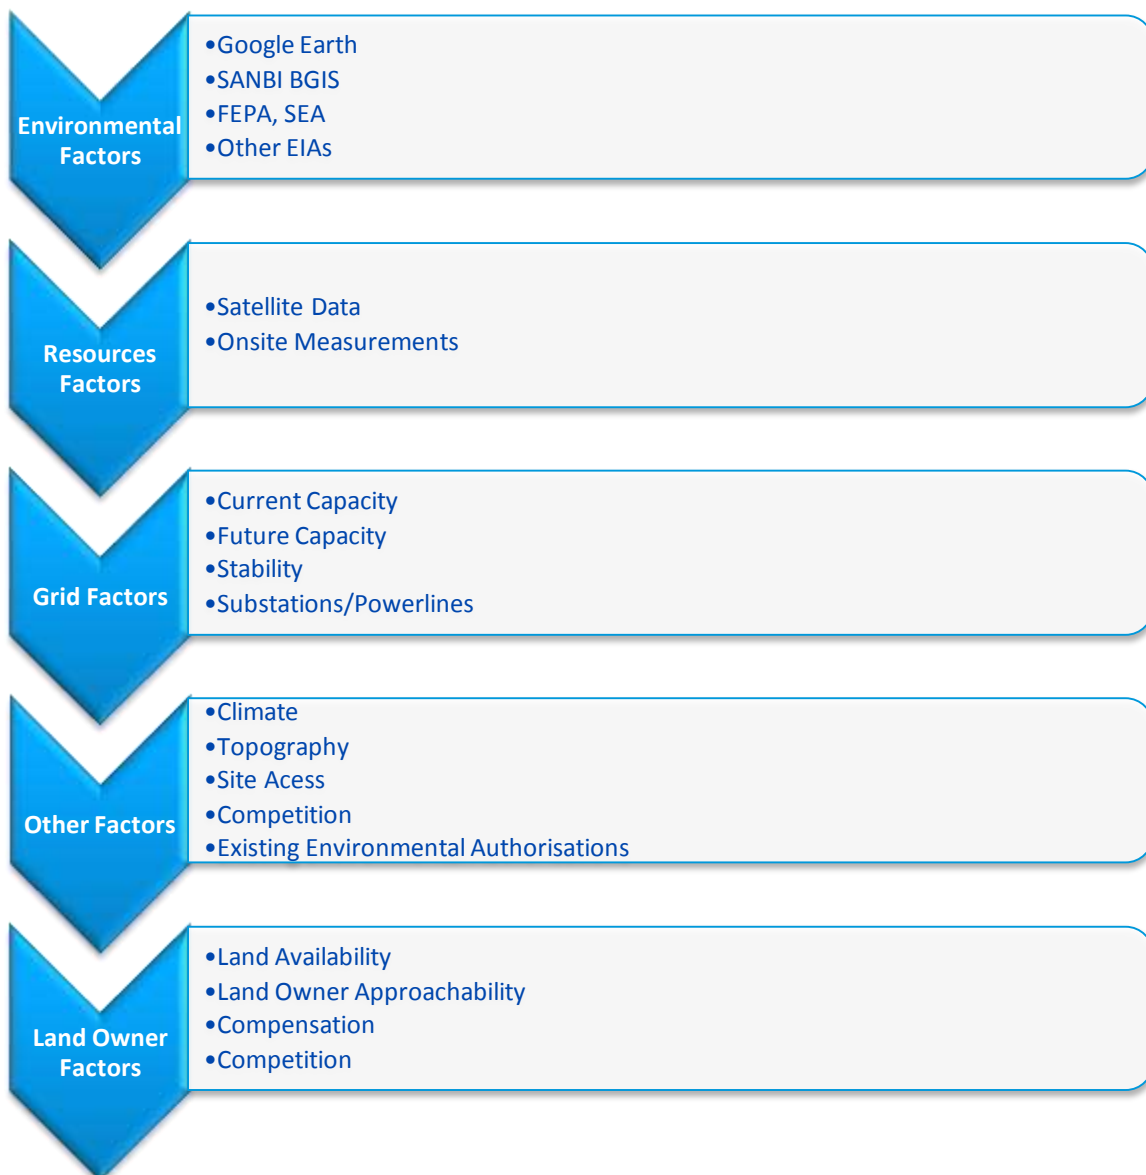 Environmental
Factors
•Google Earth
•SANBI BGIS
•FEPA, SEA
•Other EIAs
Resources
Factors
•Satellite Data
•Onsite Measurements
Grid Factors
•Current Capacity
•Future Capacity
•Stability
•Substations/Powerlines
Other Factors
•Climate
•Topography
•Site Acess
•Competition
•Existing Environmental Authorisations
Land Owner
Factors
•Land Availability
•Land Owner Approachability
•Compensation
•Competition